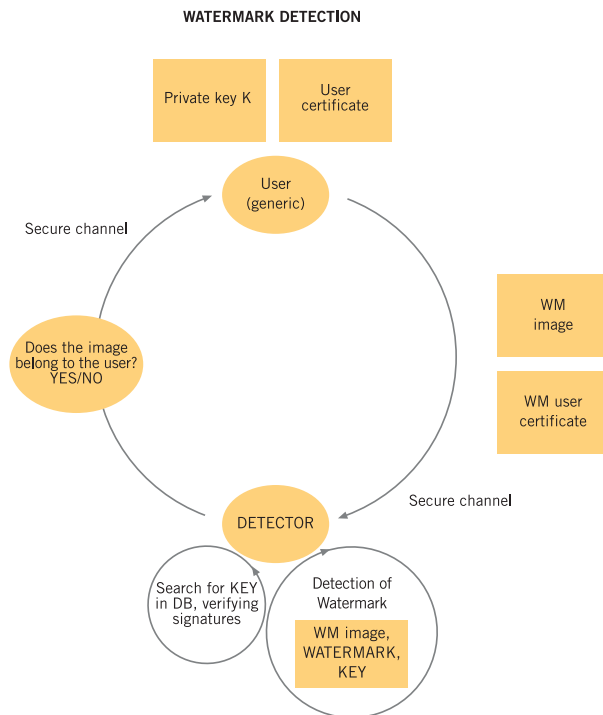 WATERMARK DETECTION
Private key K
User
certificate
User
(generic)
Secure channel
WM
image
Does the image
belong to the user?
YES/NO
WM user
certificate
Secure channel
DETECTOR
Search for KEY
in DB, verifying
signatures
Detection of
Watermark
WM image,
WATERMARK,
KEY